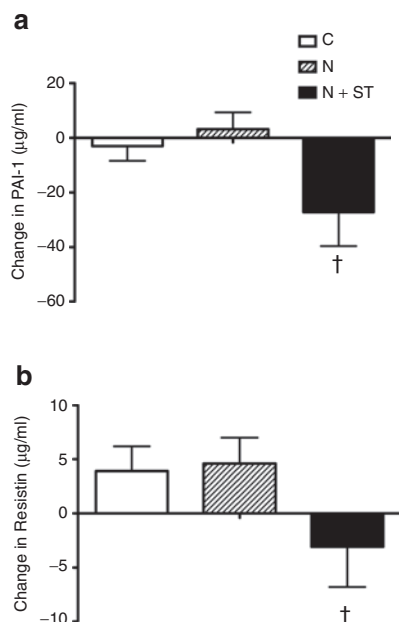 a
C
N
N + ST
Change in PAI-1 (μg/ml)
20
0
−20
−40
−60
†
b
Change in Resistin (μg/ml)
10
5
0
−5
−10
†